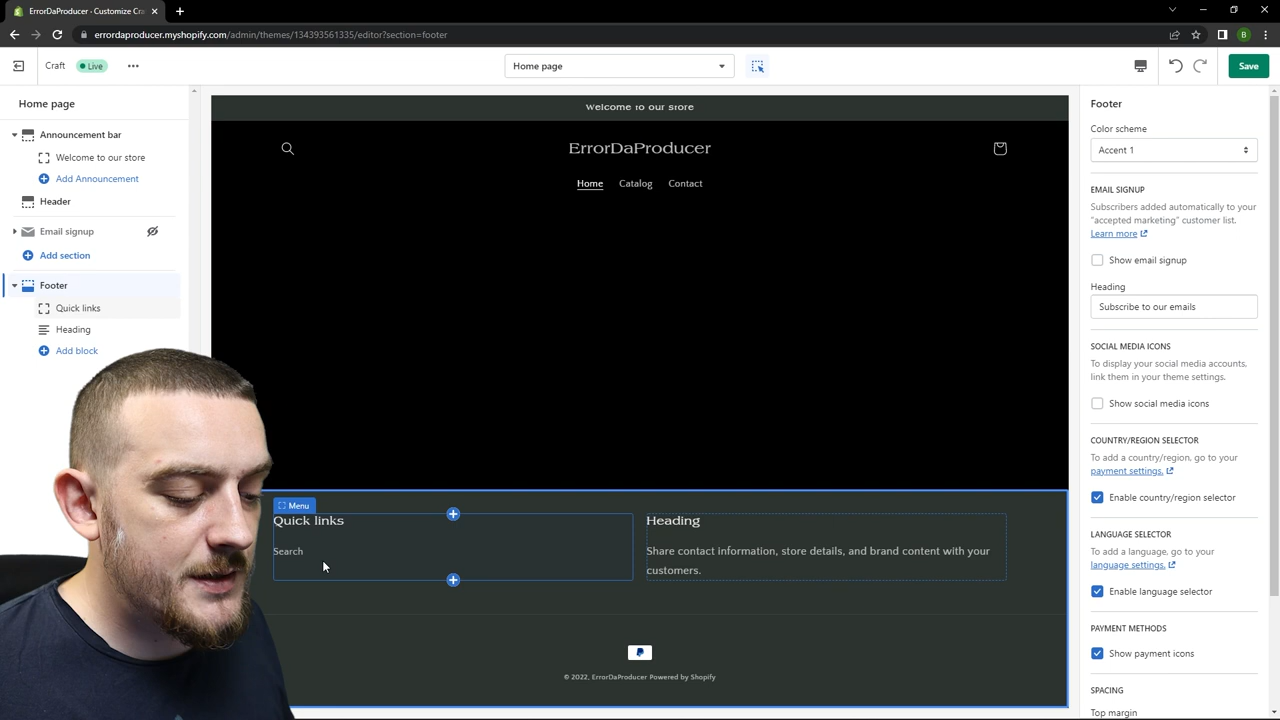 ErrorDaProducer - Customize Cra
errordaproducer.myshopify.com/admin/themes/134393561335/editor?section=footer
B
Craft
Live
Home page
Save
Home page
Announcement bar
Welcome to our store
Add Announcement
Header
Email signup
Add section
Footer
Quick links
Heading
Add block
Welcome to our store
ErrorDaProducer
Home
Catalog
Contact
Menu
Quick links
Search
Heading
Share contact information, store details, and brand content with your
customers.
© 2022, ErrorDaProducer Powered by Shopify
Footer
Color scheme
Accent 1
EMAIL SIGNUP
Subscribers added automatically to your
"accepted marketing" customer list.
Learn more
Show email signup
Heading
Subscribe to our emails
SOCIAL MEDIA ICONS
To display your social media accounts,
link them in your theme settings.
Show social media icons
COUNTRY/REGION SELECTOR
To add a country/region, go to your
payment settings.
Enable country/region selector
LANGUAGE SELECTOR
To add a language, go to your
language settings.
Enable language selector
PAYMENT METHODS
Show payment icons
SPACING
Top margin